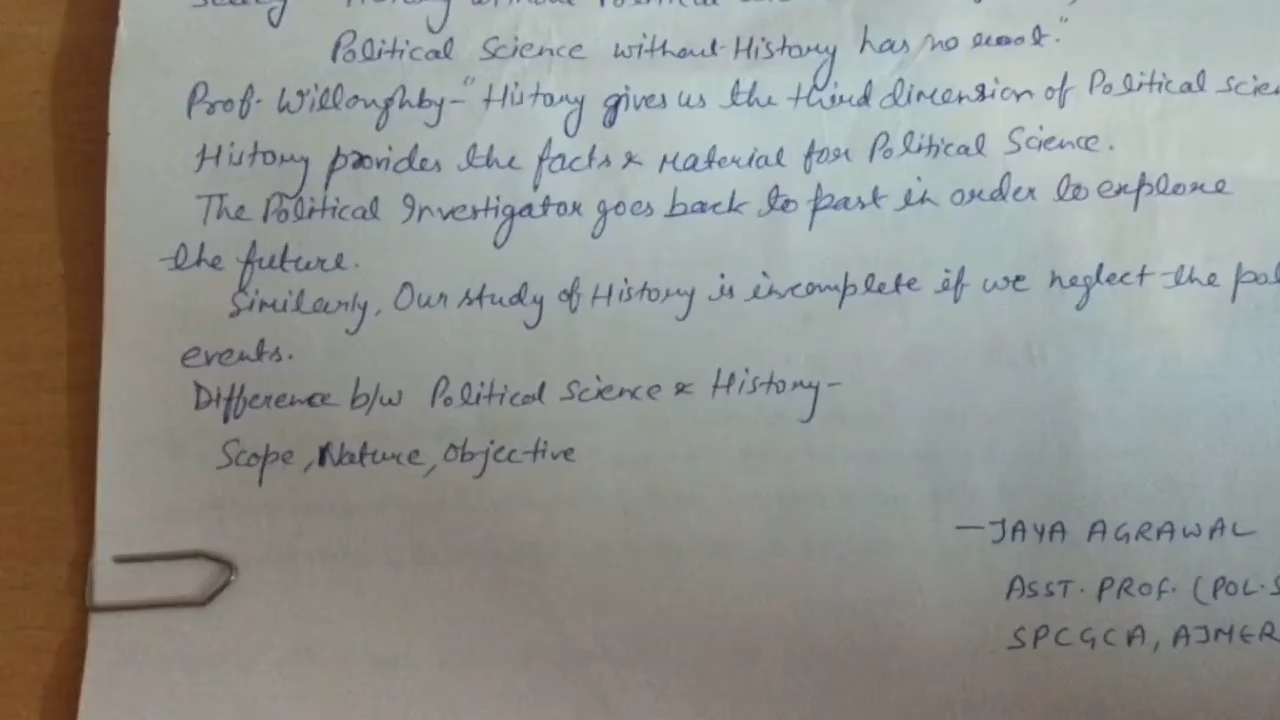 Political Science without History has no root."
Prof. Willoughby-"History gives us the third dimension of Political Scien
History provides the facts & material for Political Science.
The Political Investigator goes back to past in order to explore
the future.
Similarly, Our study of History is incomplete if we neglect the pol
events.
Difference b/w Political Science & History-
Scope, Nature, Objective
—JAYA AGRAWAL
ASST. PROF. (POL.S
SPCGCA, AJMER